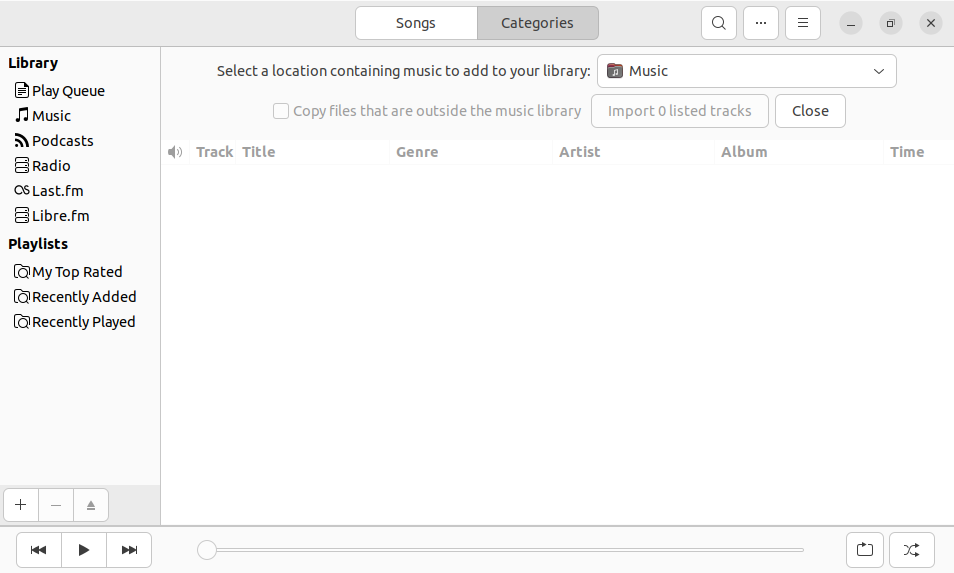 Songs Categories
Library
Play Queue
Music
Podcasts
Radio
Last.fm
Libre.fm
Playlists
My Top Rated
Recently Added
Recently Played
Select a location containing music to add to your library: Music
Copy files that are outside the music library Import 0 listed tracks Close
Track Title Genre Artist Album Time